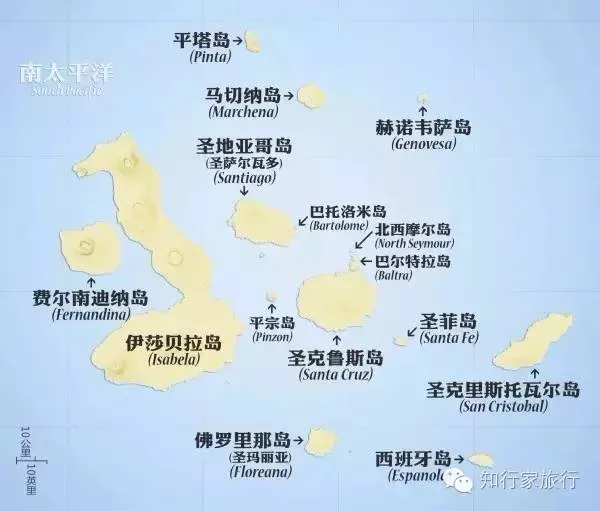 平塔岛
(Pinta)
南太平洋
South Pacific
马切纳岛
(Marchena)
赫诺韦萨岛
(Genovesa)
圣地亚哥岛
(圣萨尔瓦多)
(Santiago)
巴托洛米岛
(Bartolome)
北西摩尔岛
(North Seymour)
巴尔特拉岛
(Baltra)
费尔南迪纳岛
(Fernandina)
平宗岛
(Pinzon)
圣菲岛
(Santa Fe)
伊莎贝拉岛
(Isabela)
圣克鲁斯岛
(Santa Cruz)
圣克里斯托瓦尔岛
(San Cristobal)
佛罗里那岛
(圣玛丽亚)
(Floreana)
西班牙岛
(Espanola)
10公里
10英里
知行家旅行